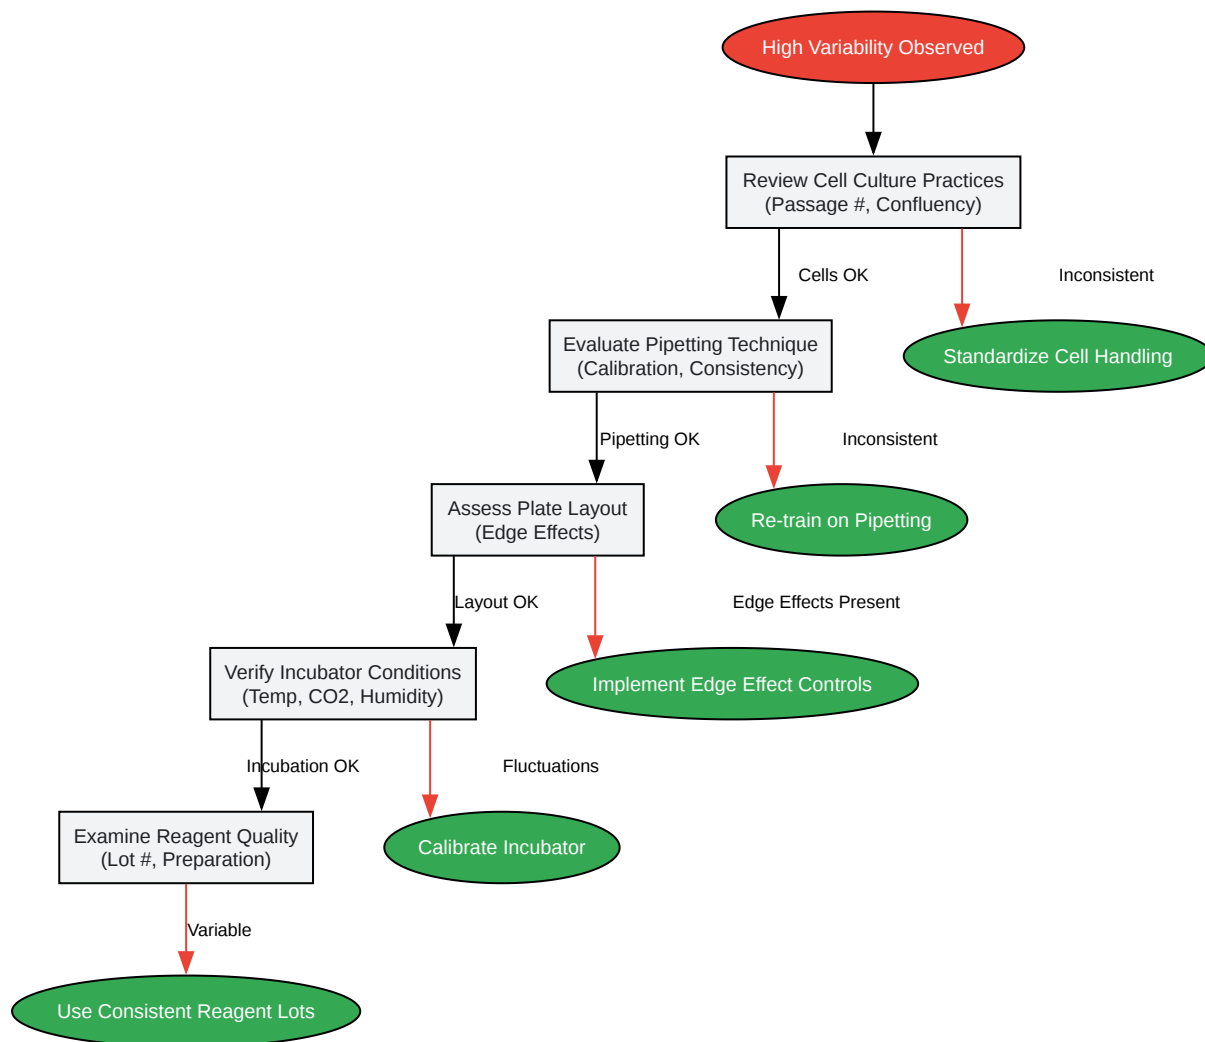 High Variability Observed
Review Cell Culture Practices
(Passage #, Confluency)
Cells OK
Inconsistent
Evaluate Pipetting Technique
(Calibration, Consistency)
Standardize Cell Handling
Pipetting OK
Inconsistent
Assess Plate Layout
(Edge Effects)
Re-train on Pipetting
Layout OK
Edge Effects Present
Verify Incubator Conditions
(Temp, CO2, Humidity)
Implement Edge Effect Controls
Incubation OK
Fluctuations
Examine Reagent Quality
(Lot #, Preparation)
Calibrate Incubator
Variable
Use Consistent Reagent Lots